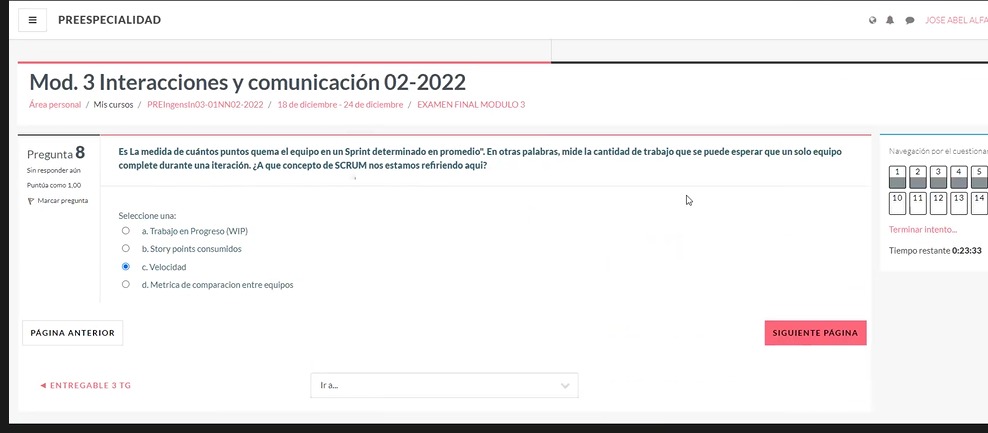 PREESPECIALIDAD
JOSE ABEL ALFA
Mod. 3 Interacciones y comunicación 02-2022
Área personal / Mis cursos / PREIngensIn03-01NN02-2022 / 18 de diciembre - 24 de diciembre / EXAMEN FINAL MODULO 3
Pregunta 8
Sin responder aún
Puntúa como 1,00
Marcar pregunta
Es La medida de cuántos puntos quema el equipo en un Sprint determinado en promedio". En otras palabras, mide la cantidad de trabajo que se puede esperar que un solo equipo
complete durante una iteración. ¿A que concepto de SCRUM nos estamos refiriendo aquí?
Seleccione una:
a. Trabajo en Progreso (WIP)
b. Story points consumidos
c. Velocidad
d. Metrica de comparacion entre equipos
Navegación por el cuestiona
1 2 3 4 5
10 11 12 13 14
Terminar intento...
Tiempo restante 0:23:33
PÁGINA ANTERIOR
SIGUIENTE PÁGINA
◄ ENTREGABLE 3 TG
Ir a...